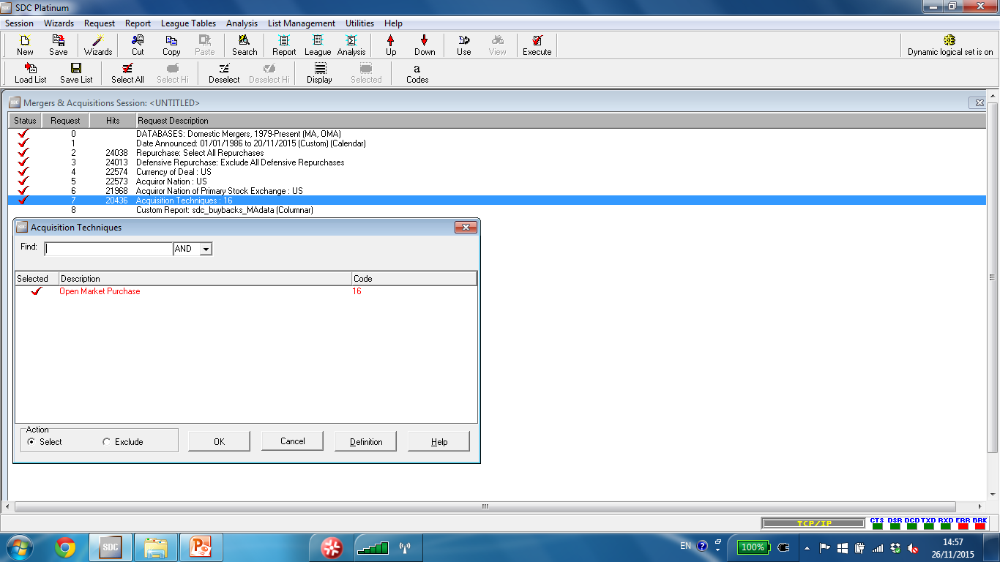 SDC Platinum
Session Wizards Request Report League Tables Analysis List Management Utilities Help
New Save Wizards Cut Copy Paste Search Report League Analysis Up Down Use View Execute Dynamic logical set is on
Load List Save List Select All Select Hi Deselect Deselect Hi Display Selected Codes
Mergers & Acquisitions Session: <UNTITLED>
Status Request Hits Request Description
0 DATABASES: Domestic Mergers, 1979-Present (MA, OMA)
1 Date Announced: 01/01/1986 to 20/11/2015 (Custom) (Calendar)
2 24038 Repurchase: Select All Repurchases
3 24013 Defensive Repurchase: Exclude All Defensive Repurchases
4 22574 Currency of Deal : US
5 22573 Acquiror Nation : US
6 21968 Acquiror Nation of Primary Stock Exchange : US
7 20436 Acquisition Techniques : 16
8 Custom Report: sdc_buybacks_MAdata (Columnar)
Acquisition Techniques
Find: AND
Selected Description Code
Open Market Purchase 16
Action
Select Exclude OK Cancel Definition Help
TCP/IP CTS DSR DCD TXD RXD ERR BRK
SDC EN 100% 14:57
26/11/2015